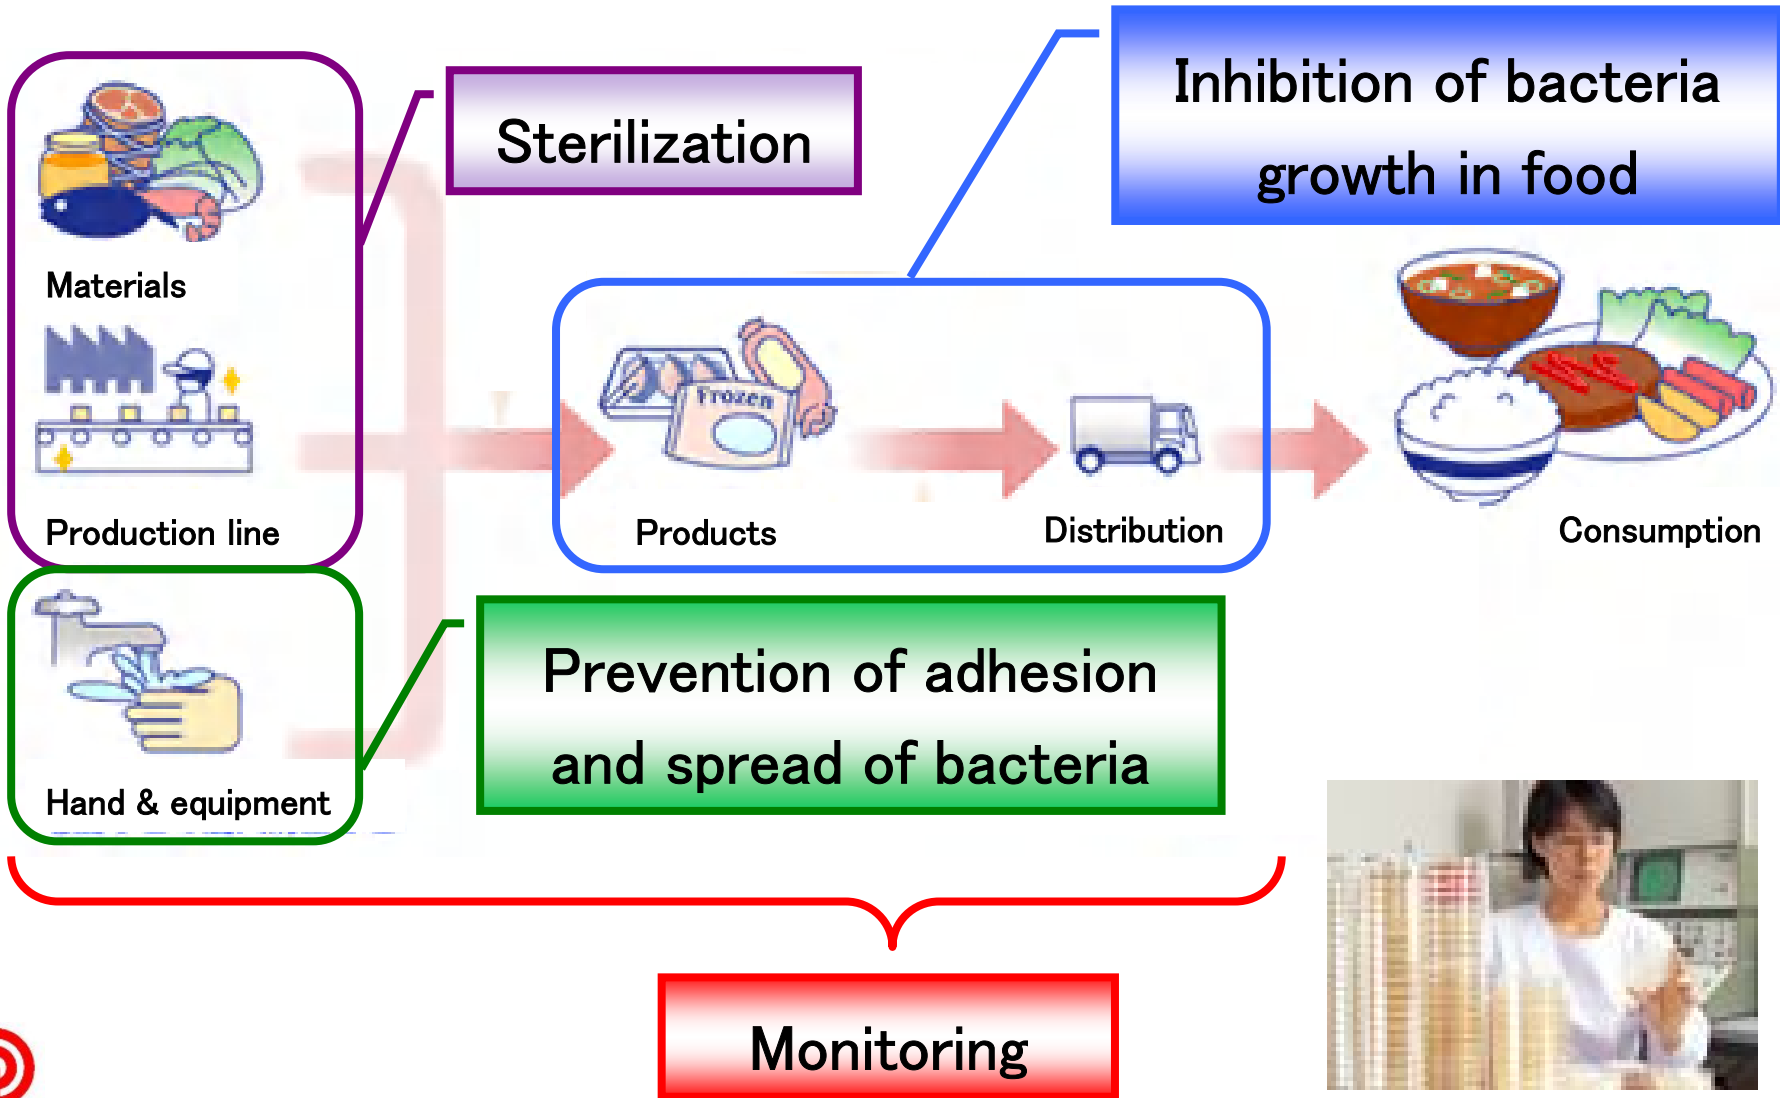 Sterilization
Inhibition of bacteria
growth in food
Materials
Production line
Frozen
Products
Distribution
Consumption
Hand & equipment
Prevention of adhesion
and spread of bacteria
Monitoring